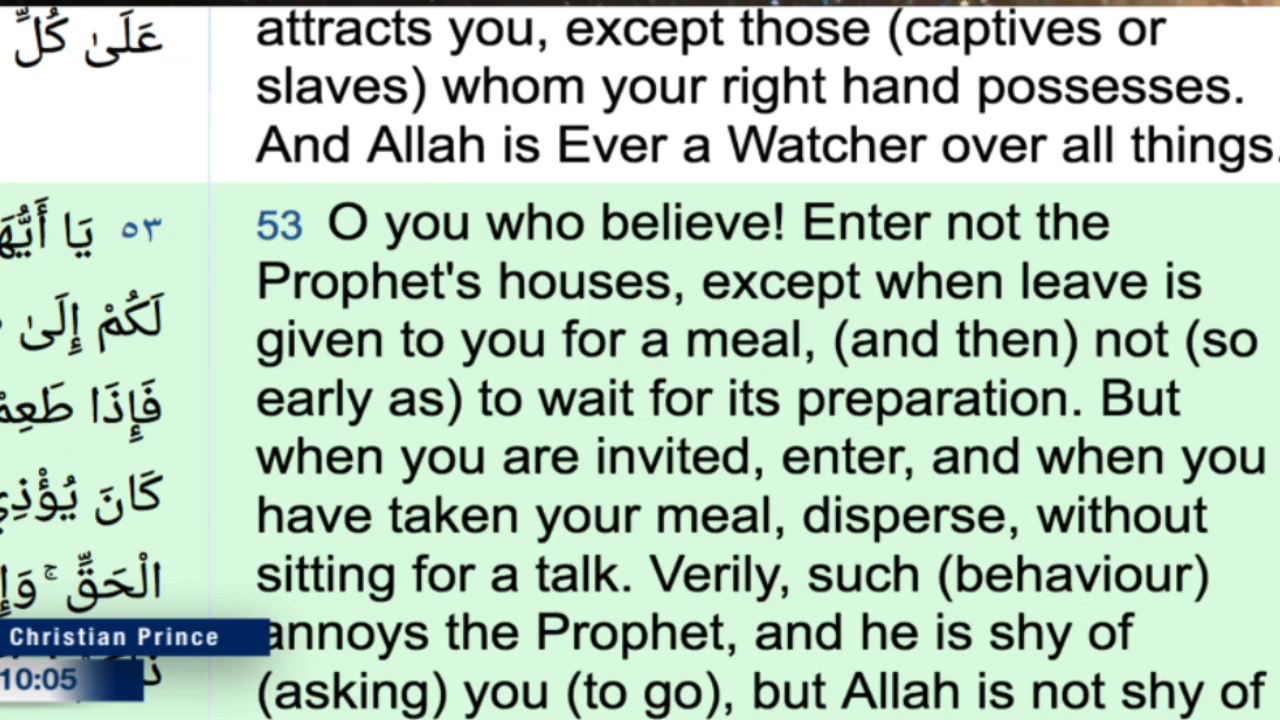 عَلَىٰ كُلِّ
attracts you, except those (captives or
slaves) whom your right hand possesses.
And Allah is Ever a Watcher over all things.
٥٣ يَا
53 O you who believe! Enter not the
Prophet's houses, except when leave is
لَكُمْ إِلَىٰ
given to you for a meal, (and then) not (so
فَإِذَا
early as) to wait for its preparation. But
when you are invited, enter, and when you
كَانَ
have taken your meal, disperse, without
الْحَقِّ ۚ
sitting for a talk. Verily, such (behaviour)
Christian Prince
annoys the Prophet, and he is shy of
10:05
(asking) you (to go), but Allah is not shy of